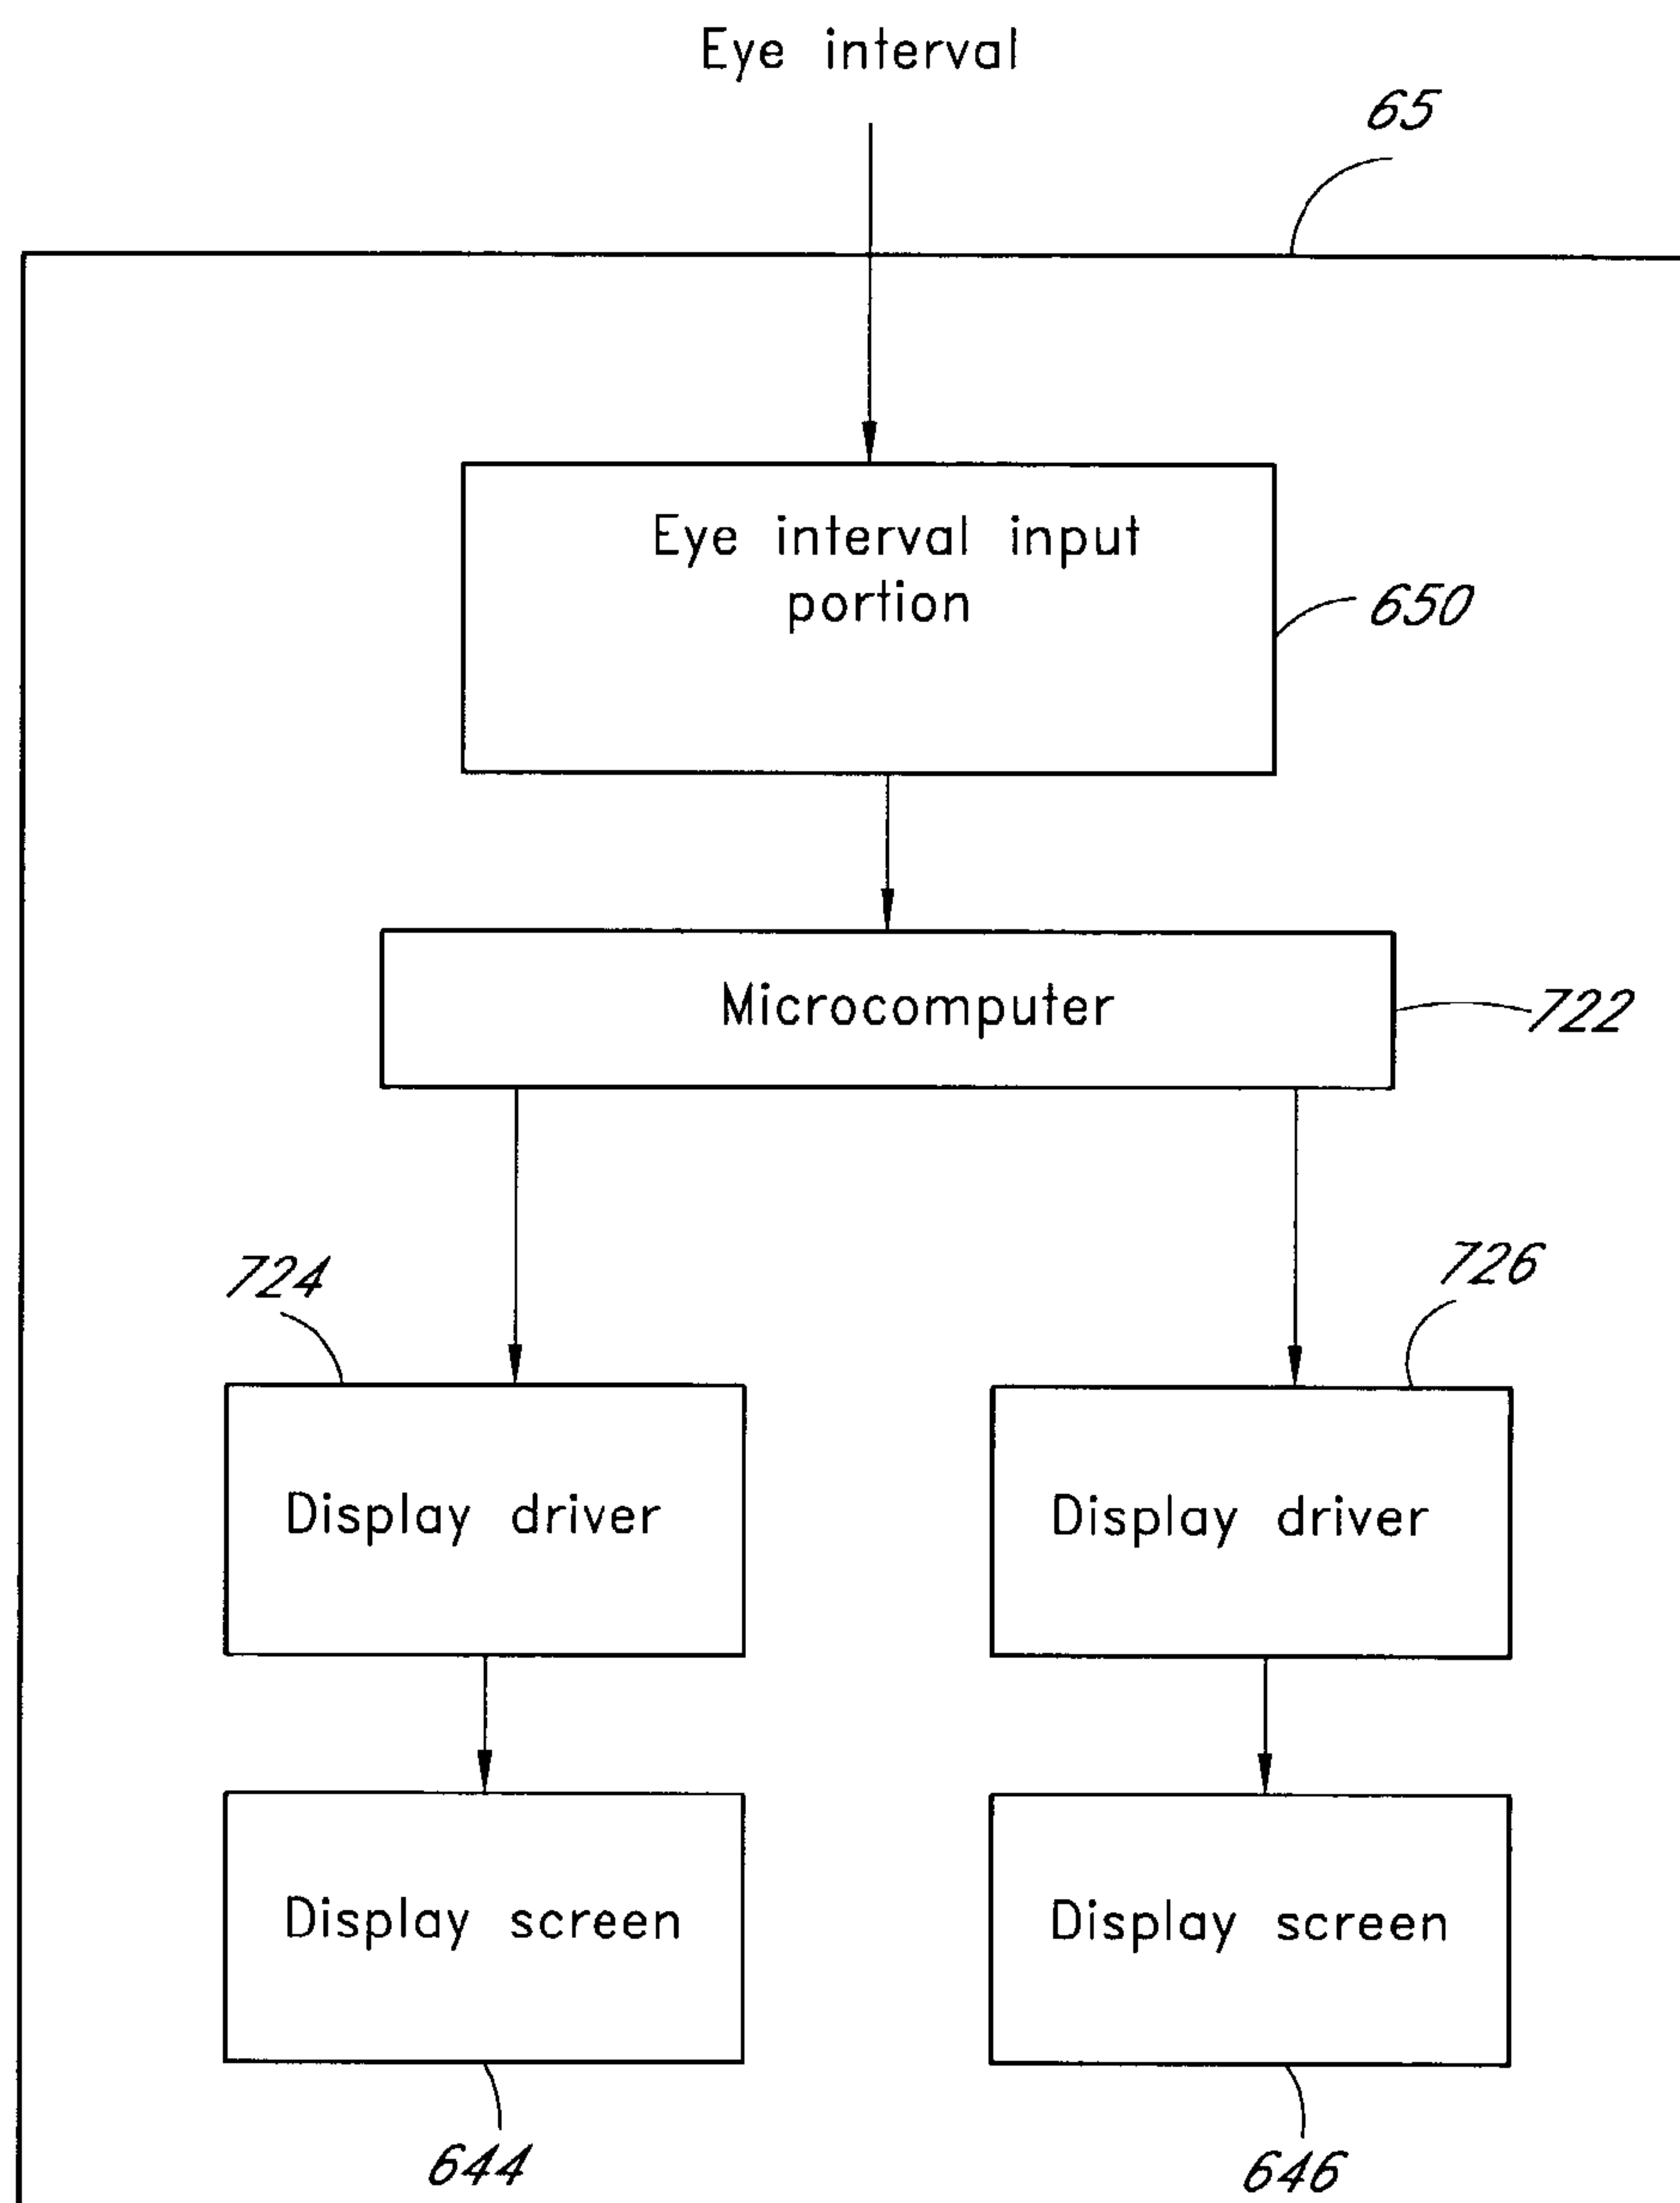 Eye interval
65
Eye interval input
portion
650
Microcomputer
722
724
726
Display driver
Display driver
Display screen
Display screen
644
646